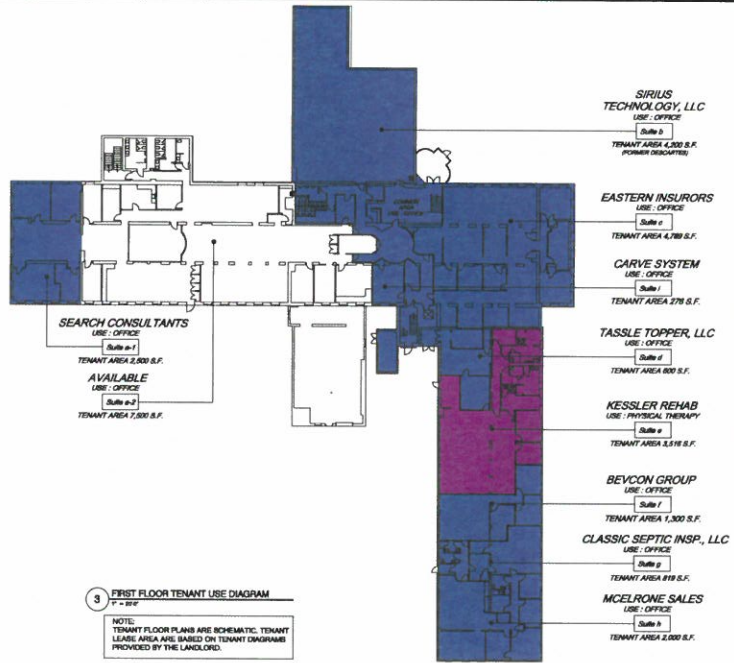 SIRIUS
TECHNOLOGY, LLC
USE : OFFICE
Suite b
TENANT AREA 4,200 S.F.
(FORMER DESCARTES)
EASTERN INSURORS
USE : OFFICE
Suite c
TENANT AREA 4,789 S.F.
CARVE SYSTEM
USE : OFFICE
Suite i
TENANT AREA 276 S.F.
TASSLE TOPPER, LLC
USE : OFFICE
Suite d
TENANT AREA 800 S.F.
KESSLER REHAB
USE : PHYSICAL THERAPY
Suite e
TENANT AREA 3,516 S.F.
BEVCON GROUP
USE : OFFICE
Suite f
TENANT AREA 1,300 S.F.
CLASSIC SEPTIC INSP., LLC
USE : OFFICE
Suite g
TENANT AREA 819 S.F.
MCELRONE SALES
USE : OFFICE
Suite h
TENANT AREA 2,000 S.F.
SEARCH CONSULTANTS
USE : OFFICE
Suite a-1
TENANT AREA 2,500 S.F.
AVAILABLE
USE : OFFICE
Suite a-2
TENANT AREA 7,500 S.F.
COMMON
AREA
3 FIRST FLOOR TENANT USE DIAGRAM
NOTE:
TENANT FLOOR PLANS ARE SCHEMATIC. TENANT
LEASE AREA ARE BASED ON TENANT DIAGRAMS
PROVIDED BY THE LANDLORD.